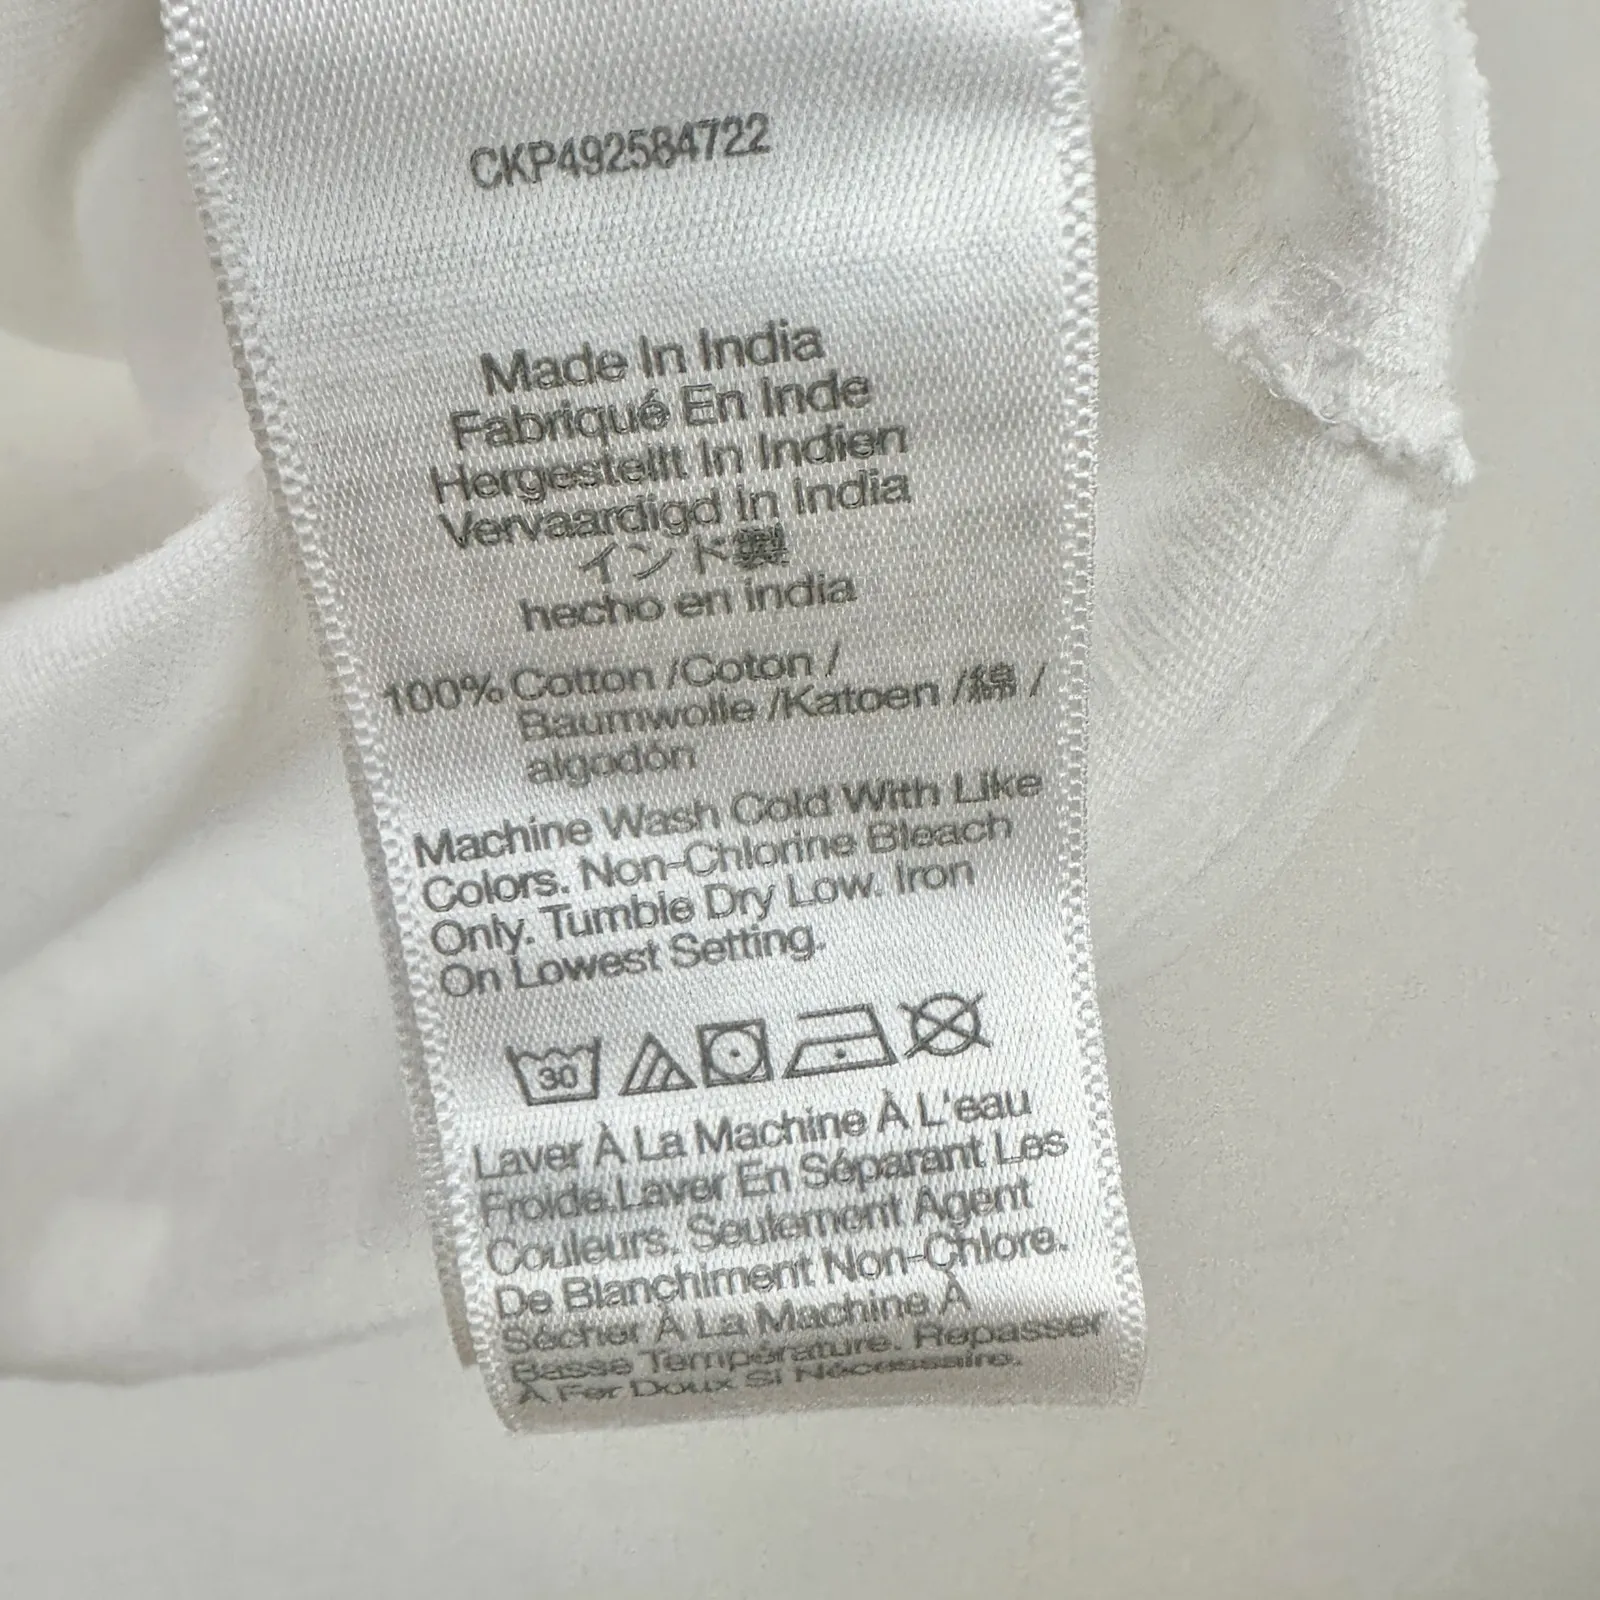 CKP492584722
Made In India
Fabriqué En Inde
Hergestellt In Indien
Vervaardigd In India
インド製
hecho en india
100% Cotton /Coton /
Baumwolle /Katoen /綿 /
algodón
Machine Wash Cold With Like
Colors. Non-Chlorine Bleach
Only. Tumble Dry Low. Iron
On Lowest Setting.
30
Laver À La Machine À L'eau
Froide.Laver En Séparant Les
Couleurs. Seulement Agent
De Blanchiment Non-Chlore.
Sécher À La Machine À
Basse Température. Repasser
À Fer Doux Si Nécessaire.